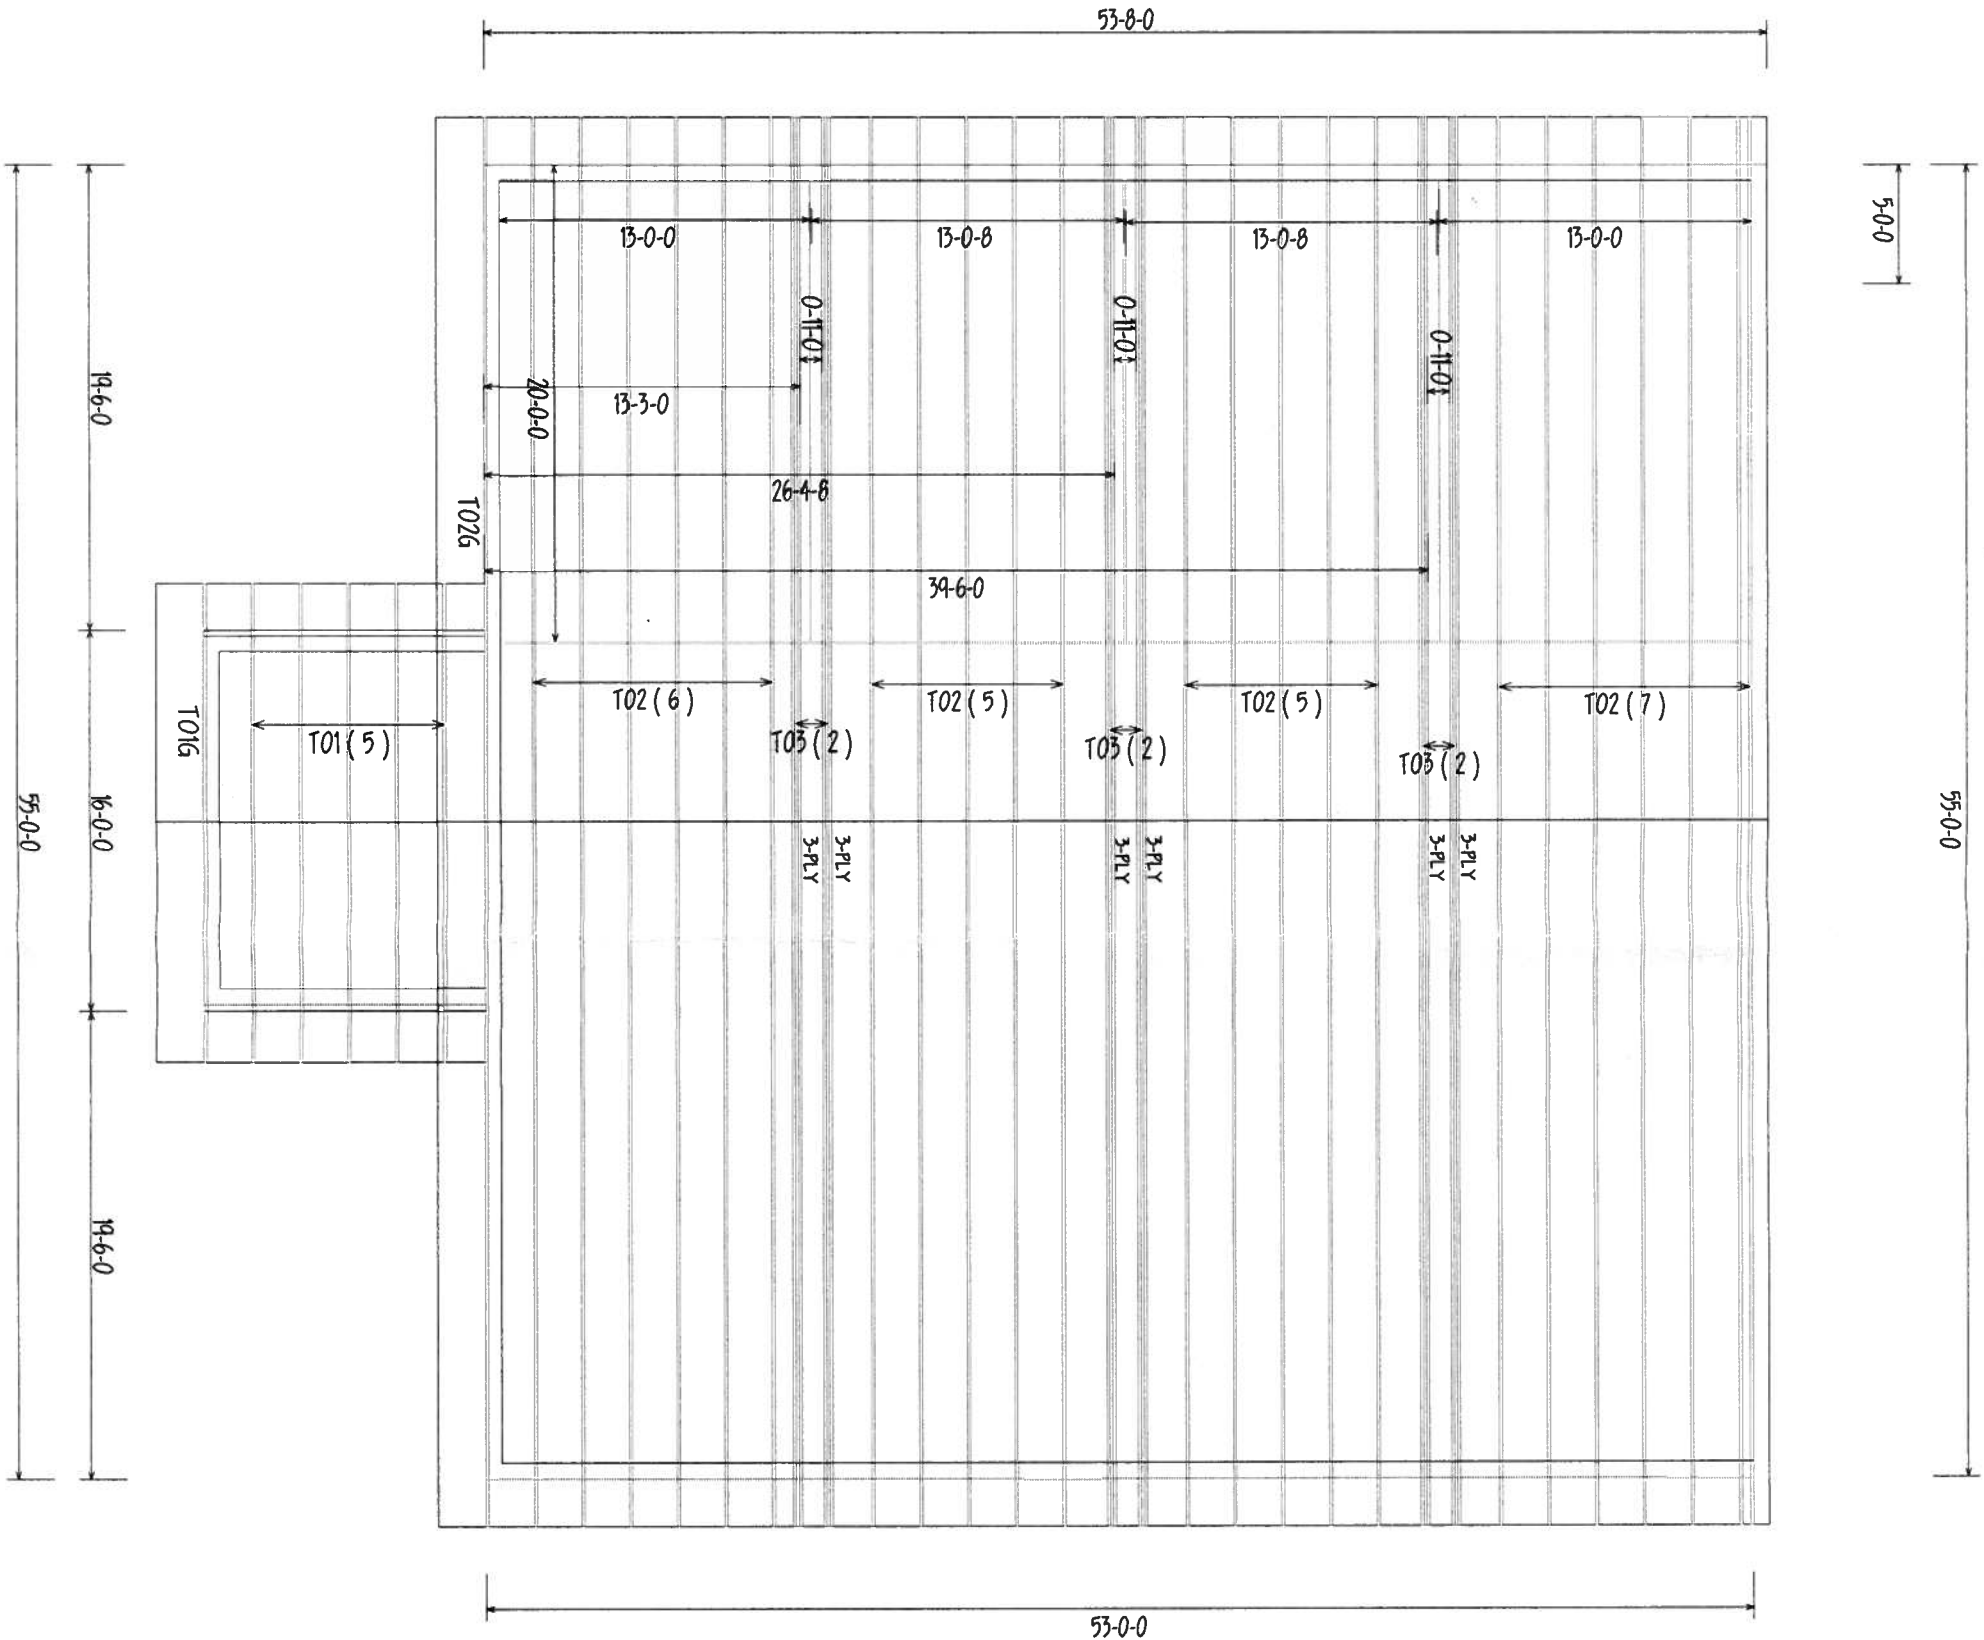 53-8-0
5-0-0
13-0-0
13-0-8
13-0-8
13-0-0
0-11-0
0-11-0
0-11-0
19-6-0
20-0-0
13-3-0
26-4-8
T02G
39-6-0
T02(6)
T02(5)
T02(5)
T02(7)
T01G
T01(5)
T03(2)
T03(2)
T03(2)
55-0-0
16-0-0
55-0-0
3-PLY
3-PLY
3-PLY
3-PLY
3-PLY
3-PLY
19-6-0
53-0-0